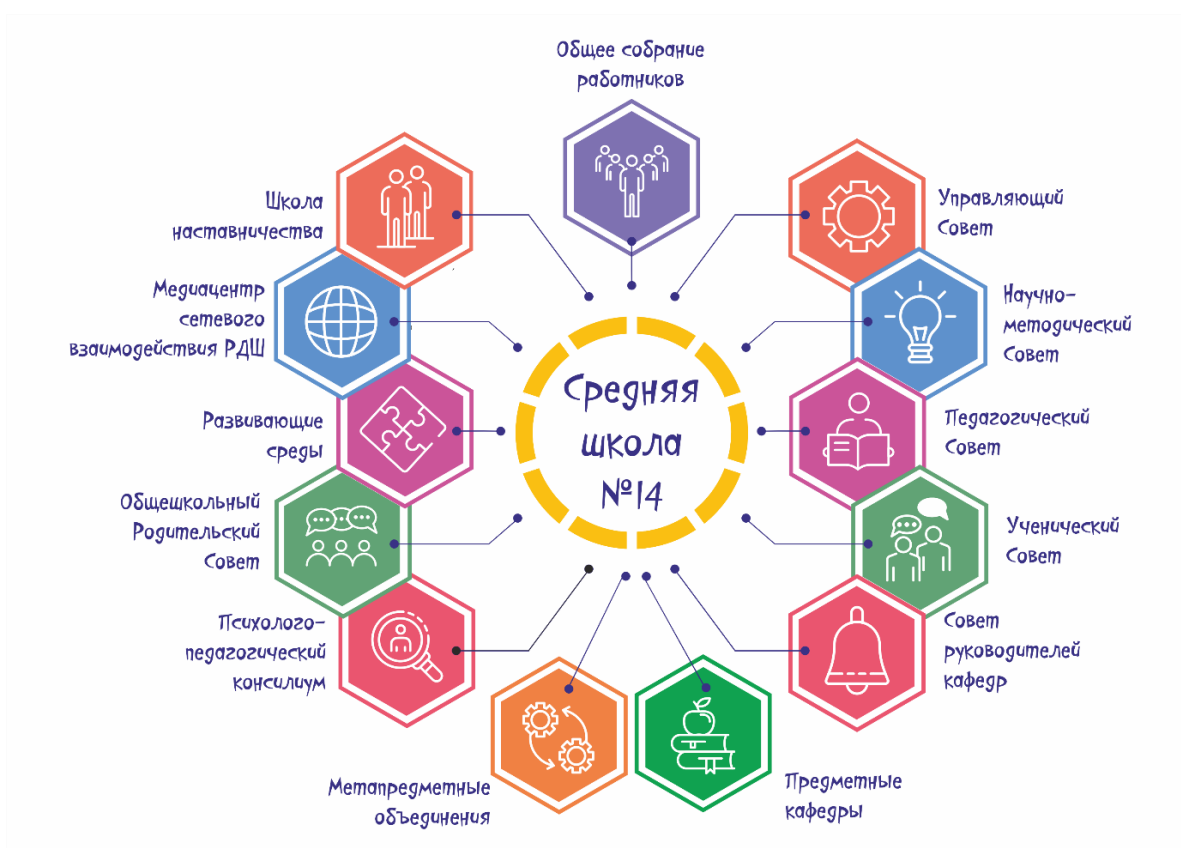 Общее собрание
работников
Школа
наставничества
Управляющий
Совет
Медиацентр
сетевого
взаимодействия РДШ
Научно-
методический
Совет
Средняя
школа
№14
Развивающие
среды
Педагогический
Совет
Общешкольный
Родительский
Совет
Ученический
Совет
Психолого-
педагогический
консилиум
Совет
руководителей
кафедр
Метапредметные
объединения
Предметные
кафедры